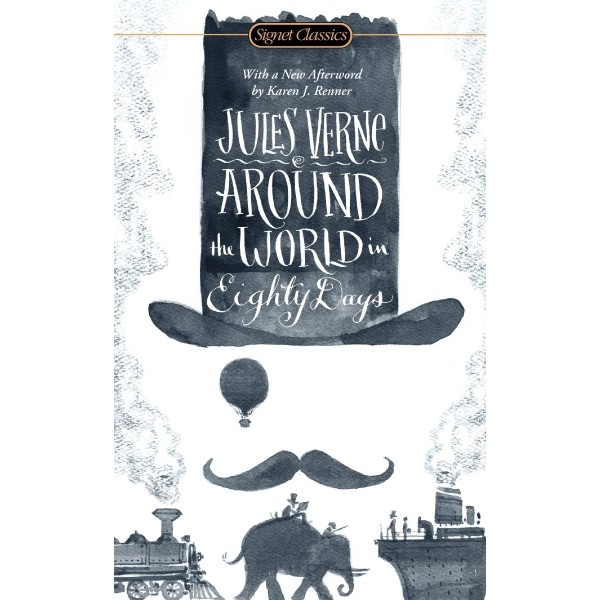 Signet Classics
With a New Afterword
by Karen J. Renner
JULES VERNE
AROUND
the WORLD in
Eighty Days